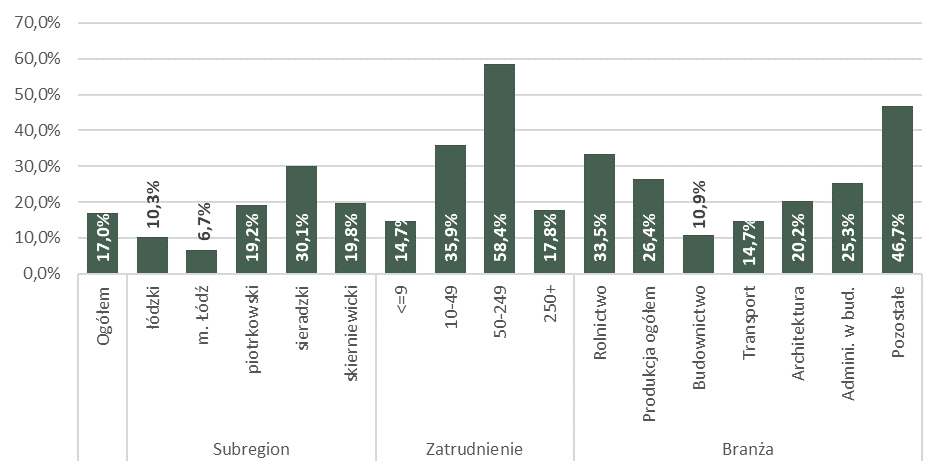 70,0%
60,0%
50,0%
40,0%
30,0%
20,0%
10,0%
0,0%
17,0%
10,3%
6,7%
19,2%
30,1%
19,8%
14,7%
35,9%
58,4%
17,8%
33,5%
26,4%
10,9%
14,7%
20,2%
25,3%
46,7%
Ogółem
łódzki
m. Łódź
piotrkowski
sieradzki
skierniewicki
<=9
10-49
50-249
250+
Rolnictwo
Produkcja ogółem
Budownictwo
Transport
Architektura
Admini. w bud.
Pozostałe
Subregion
Zatrudnienie
Branża